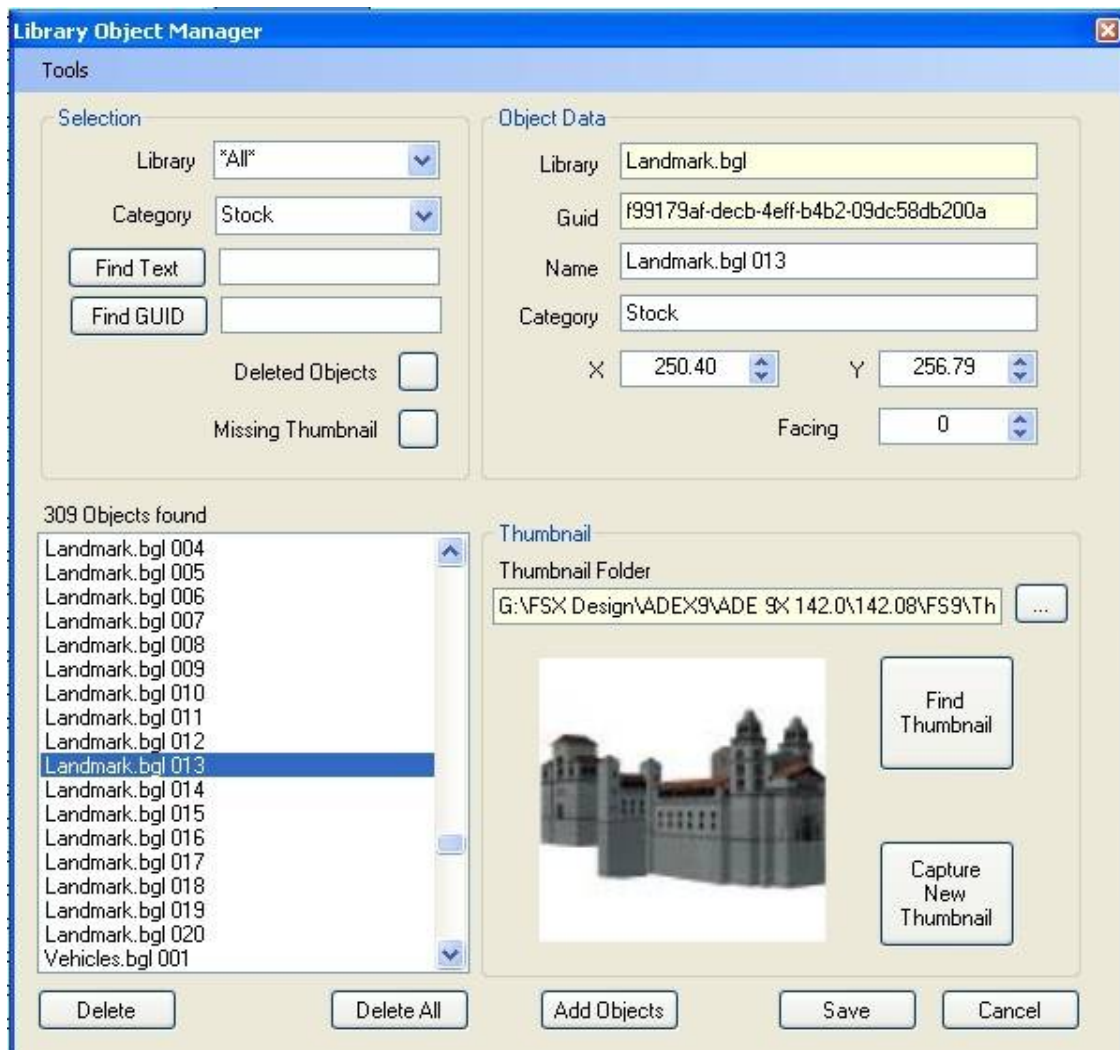 Library Object Manager
Tools
Selection
Library *All*
Category Stock
Find Text
Find GUID
Deleted Objects
Missing Thumbnail
Object Data
Library Landmark.bgl
Guid f99179af-decb-4eff-b4b2-09dc58db200a
Name Landmark.bgl 013
Category Stock
X 250.40 Y 256.79
Facing 0
309 Objects found
Landmark.bgl 004
Landmark.bgl 005
Landmark.bgl 006
Landmark.bgl 007
Landmark.bgl 008
Landmark.bgl 009
Landmark.bgl 010
Landmark.bgl 011
Landmark.bgl 012
Landmark.bgl 013
Landmark.bgl 014
Landmark.bgl 015
Landmark.bgl 016
Landmark.bgl 017
Landmark.bgl 018
Landmark.bgl 019
Landmark.bgl 020
Vehicles.bgl 001
Thumbnail
Thumbnail Folder
G:\FSX Design\ADEX9\ADE 9X 142.0\142.08\FS9\Th ...
Find
Thumbnail
Capture
New
Thumbnail
Delete Delete All Add Objects Save Cancel